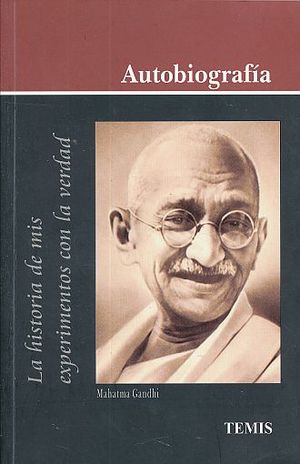 Autobiografía
La historia de mis
experimentos con la verdad
Mahatma Gandhi
TEMIS